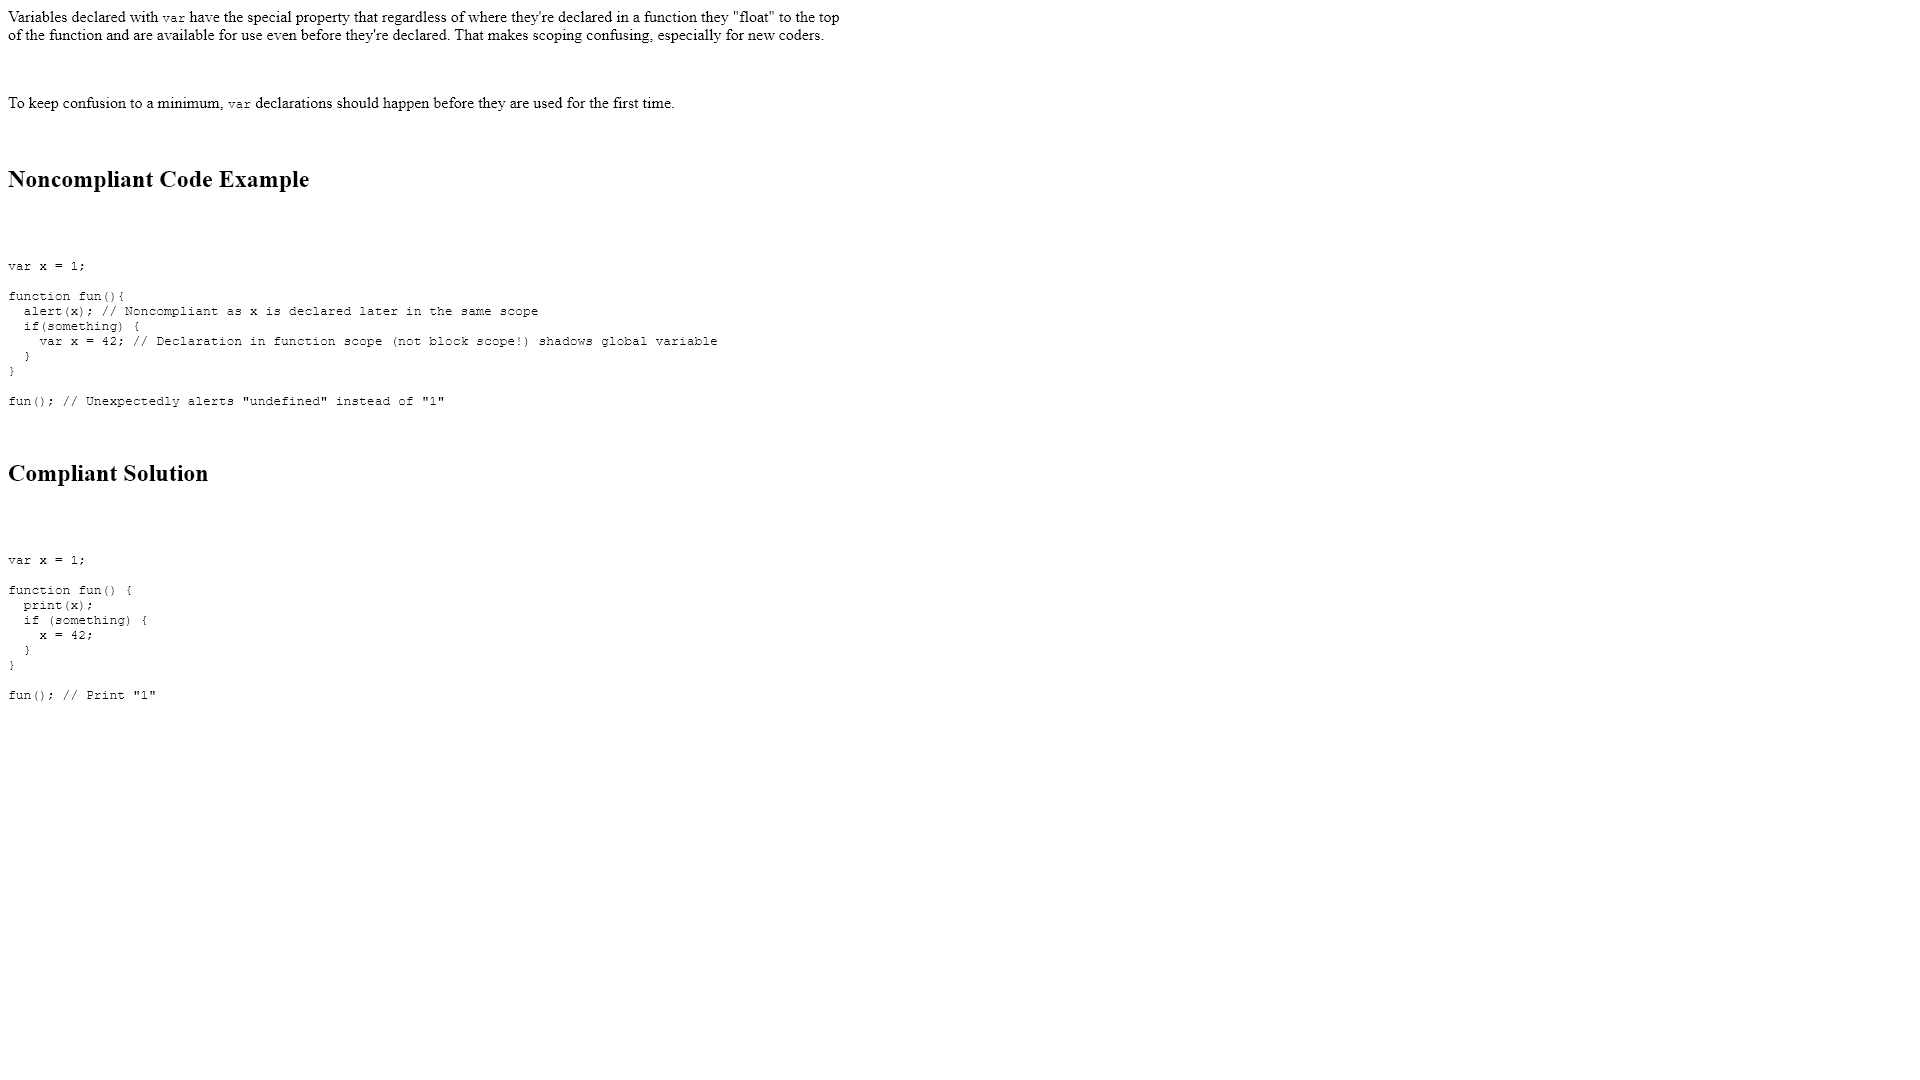 Variables declared with var have the special property that regardless of where they're declared in a function they "float" to the top
of the function and are available for use even before they're declared. That makes scoping confusing, especially for new coders.
To keep confusion to a minimum, var declarations should happen before they are used for the first time.
Noncompliant Code Example
var x = 1;
function fun(){
  alert(x); // Noncompliant as x is declared later in the same scope
  if(something) {
    var x = 42; // Declaration in function scope (not block scope!) shadows global variable
  }
}
fun(); // Unexpectedly alerts "undefined" instead of "1"
Compliant Solution
var x = 1;
function fun() {
  print(x);
  if (something) {
    x = 42;
  }
}
fun(); // Print "1"